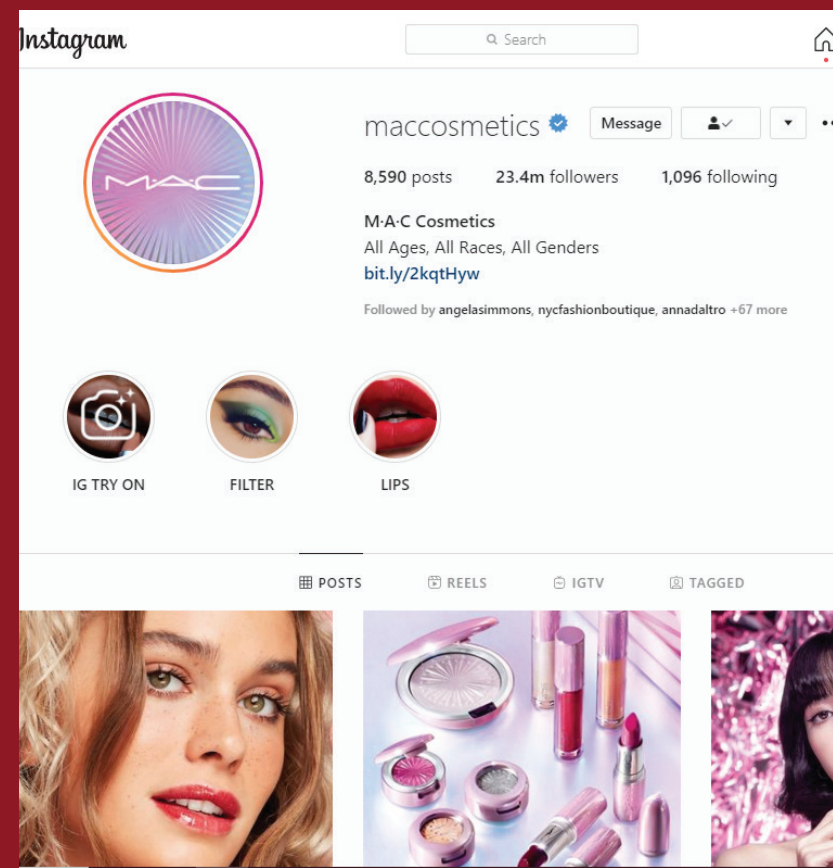 Instagram
Search
M·A·C
maccosmetics
Message
8,590 posts 23.4m followers 1,096 following
M·A·C Cosmetics
All Ages, All Races, All Genders
bit.ly/2kqtHyw
Followed by angelasimmons, nycfashionboutique, annadaltro +67 more
IG TRY ON FILTER LIPS
POSTS REELS IGTV TAGGED